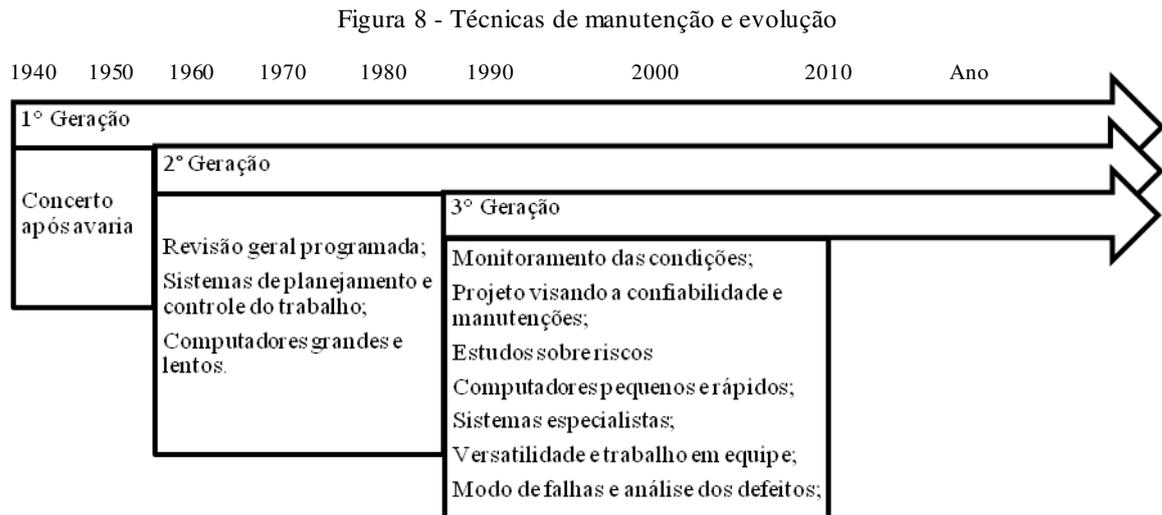 Figura 8 - Técnicas de manutenção e evolução
1940 1950 1960 1970 1980 1990 2000 2010 Ano
1° Geração
Concerto
após avaria
2° Geração
Revisão geral programada;
Sistemas de planejamento e
controle do trabalho;
Computadores grandes e
lentos.
3° Geração
Monitoramento das condições;
Projeto visando a confiabilidade e
manutenções;
Estudos sobre riscos
Computadores pequenos e rápidos;
Sistemas especialistas;
Versatilidade e trabalho em equipe;
Modo de falhas e análise dos defeitos;